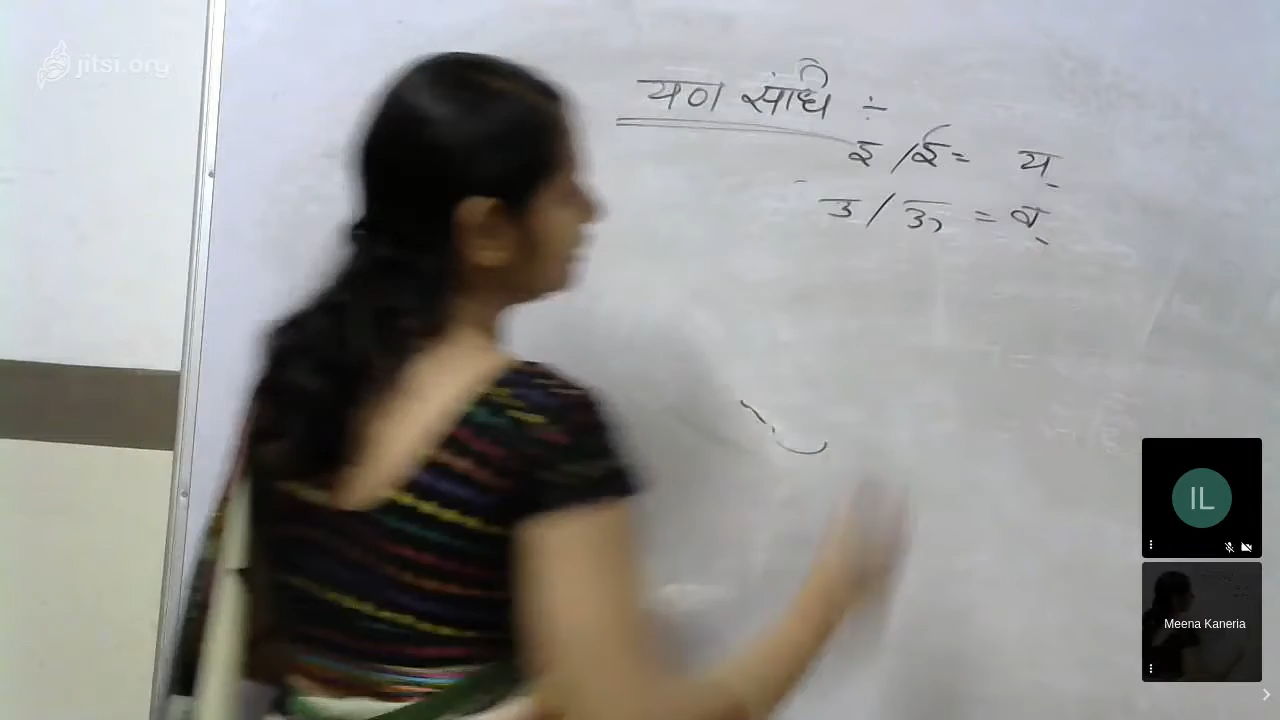 jitsi.org
यण संधि ÷
इ / ई = य्
उ / ऊ = व्
IL
Meena Kaneria